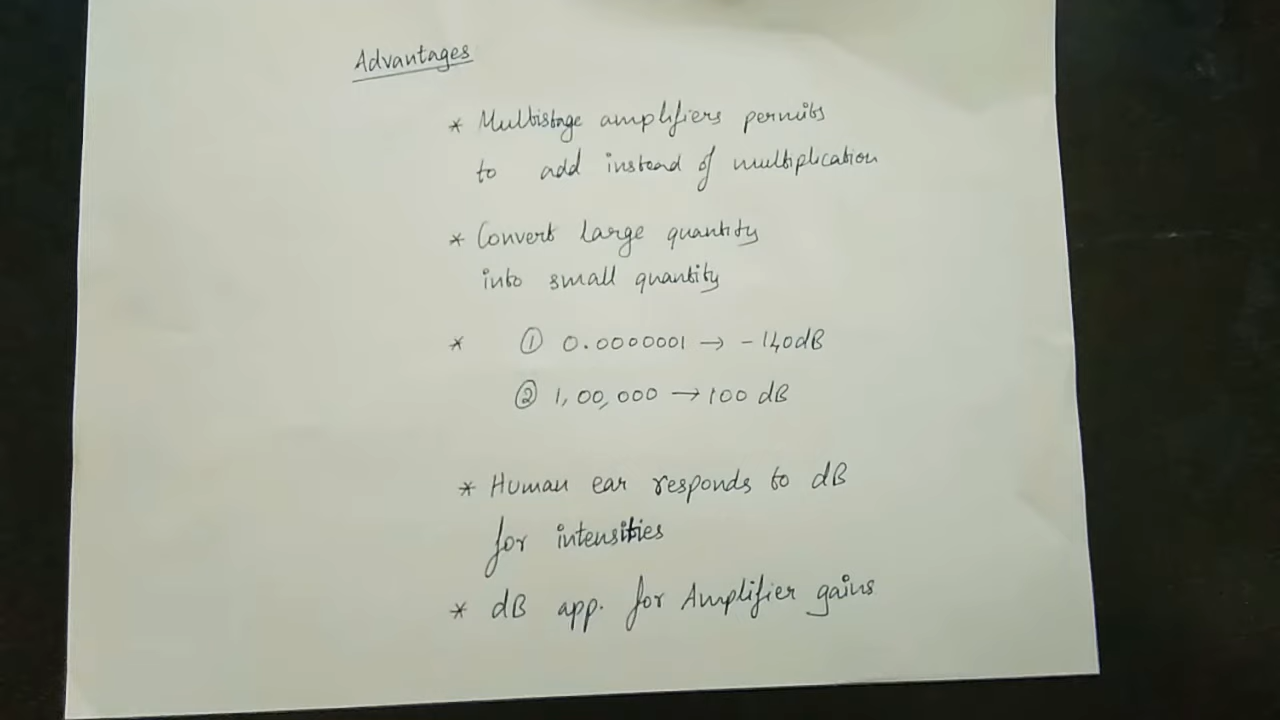 Advantages
* Multistage amplifiers permits
to add instead of multiplication
* Convert large quantity
into small quantity
* ① 0.0000001 → -140dB
② 1,00,000 → 100 dB
* Human ear responds to dB
for intensities
* dB app. for Amplifier gains